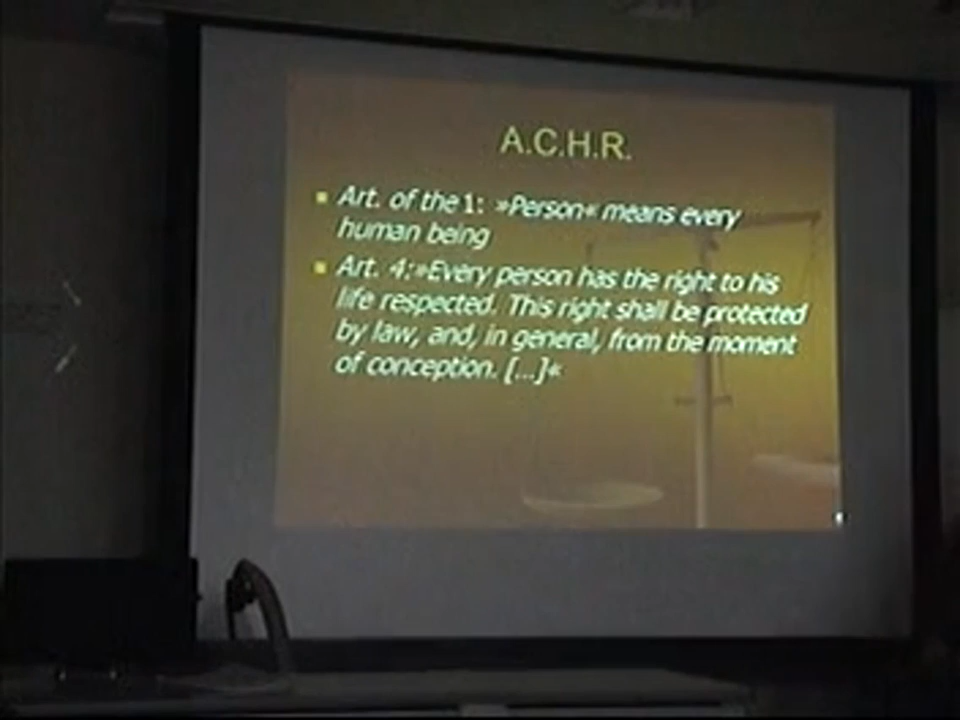 A.C.H.R.
Art. of the 1: »Person« means every
human being
Art. 4:»Every person has the right to his
life respected. This right shall be protected
by law, and, in general, from the moment
of conception. [...]«